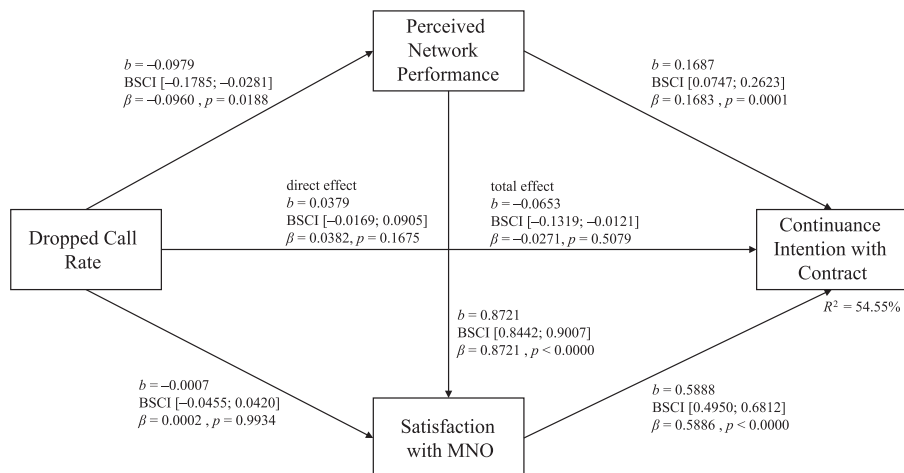 Perceived
Network
Performance
b = −0.0979
BSCI [−0.1785; −0.0281]
β = −0.0960 , p = 0.0188
b = 0.1687
BSCI [0.0747; 0.2623]
β = 0.1683 , p = 0.0001
direct effect
b = 0.0379
BSCI [−0.0169; 0.0905]
β = 0.0382 , p = 0.1675
total effect
b = −0.0653
BSCI [−0.1319; −0.0121]
β = −0.0271 , p = 0.5079
Dropped Call
Rate
Continuance
Intention with
Contract
R² = 54.55%
b = 0.8721
BSCI [0.8442; 0.9007]
β = 0.8721 , p < 0.0000
b = −0.0007
BSCI [−0.0455; 0.0420]
β = 0.0002 , p = 0.9934
b = 0.5888
BSCI [0.4950; 0.6812]
β = 0.5886 , p < 0.0000
Satisfaction
with MNO